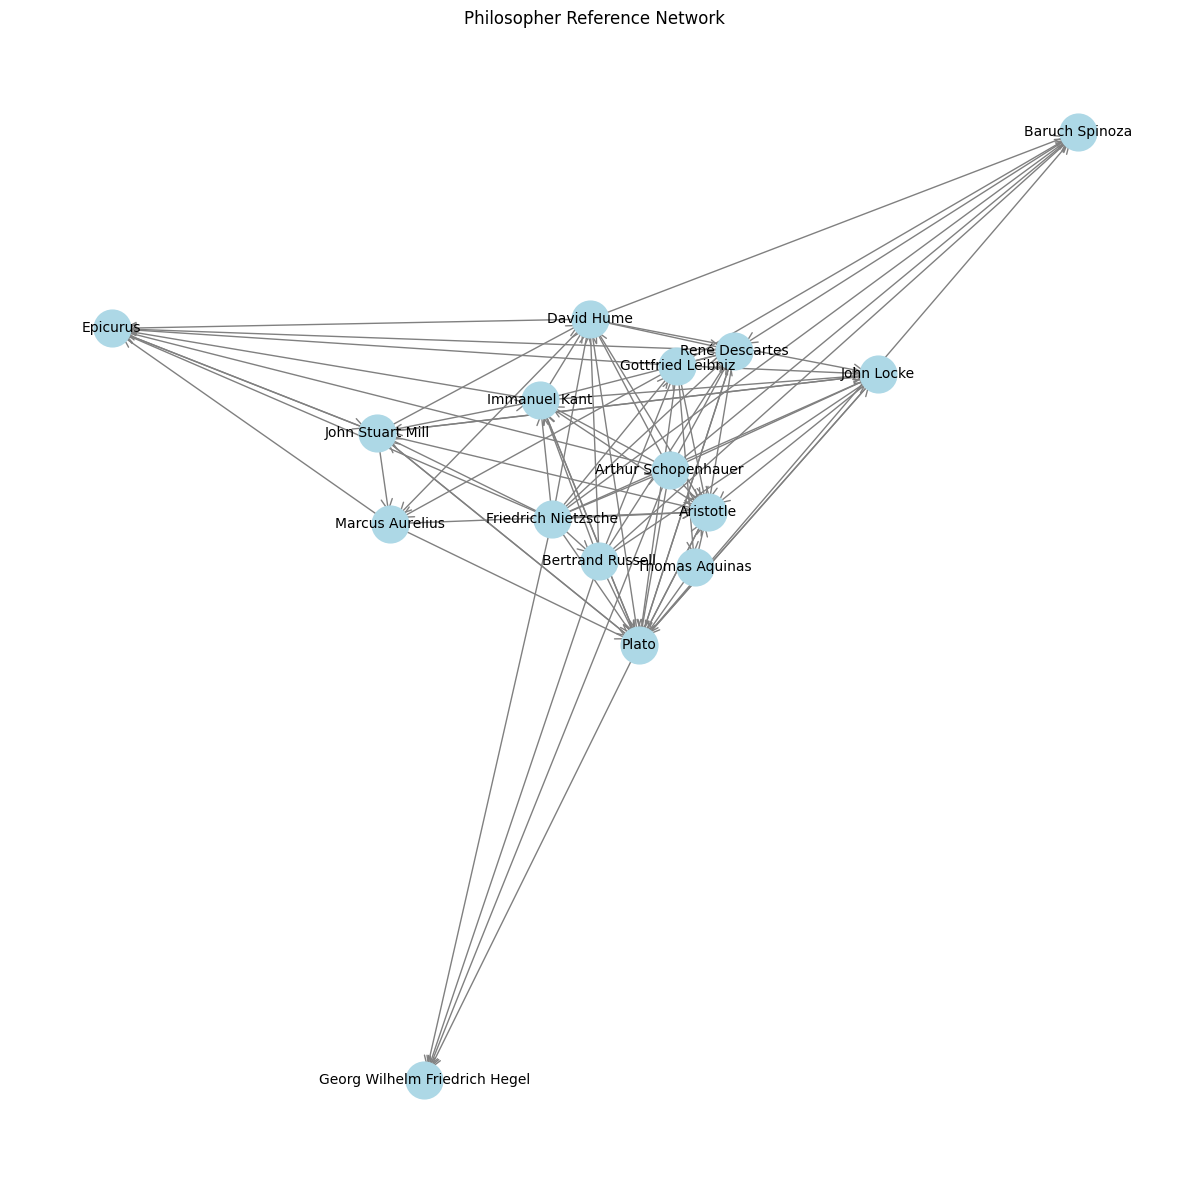 Philosopher Reference Network
Baruch Spinoza
David Hume
Epicurus
René Descartes
Gottfried Leibniz
John Locke
Immanuel Kant
John Stuart Mill
Arthur Schopenhauer
Aristotle
Friedrich Nietzsche
Marcus Aurelius
Bertrand Russell
Thomas Aquinas
Plato
Georg Wilhelm Friedrich Hegel